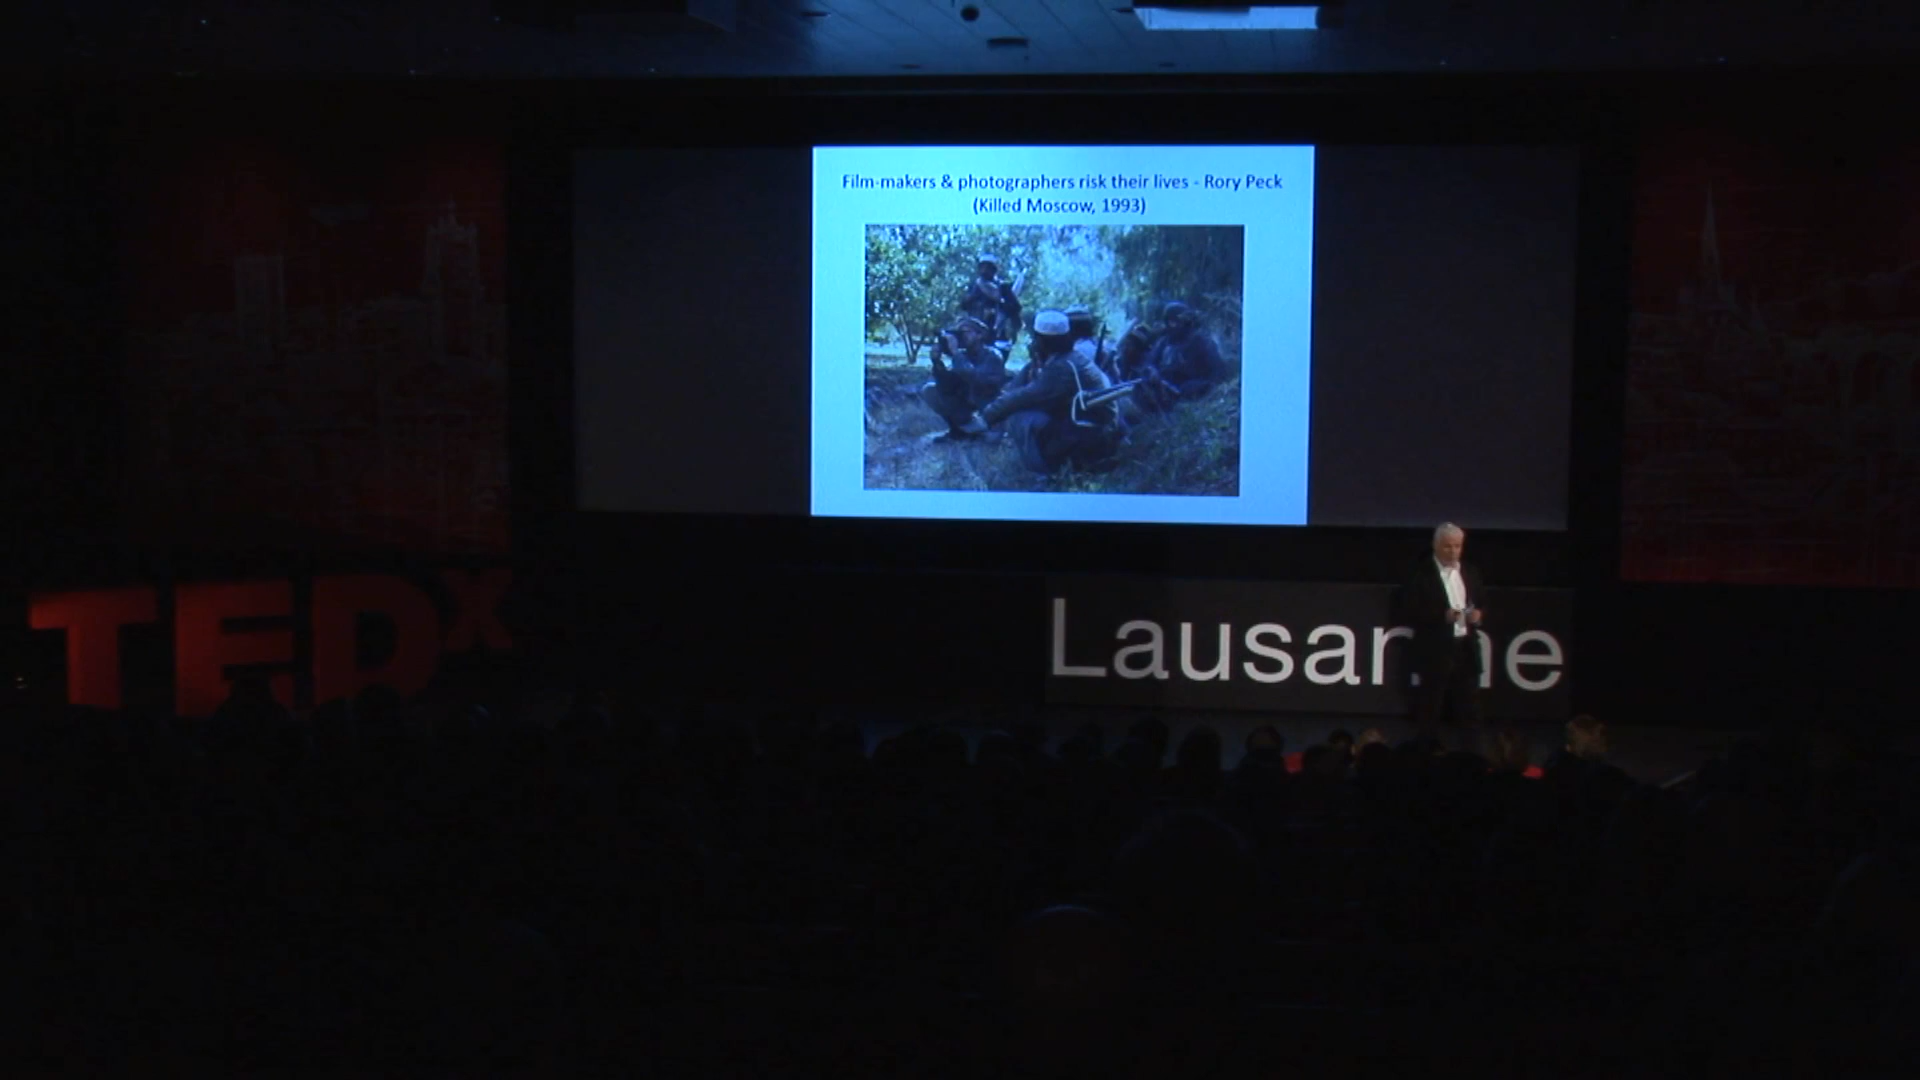 Film-makers & photographers risk their lives - Rory Peck
(Killed Moscow, 1993)
TEDx
Lausanne